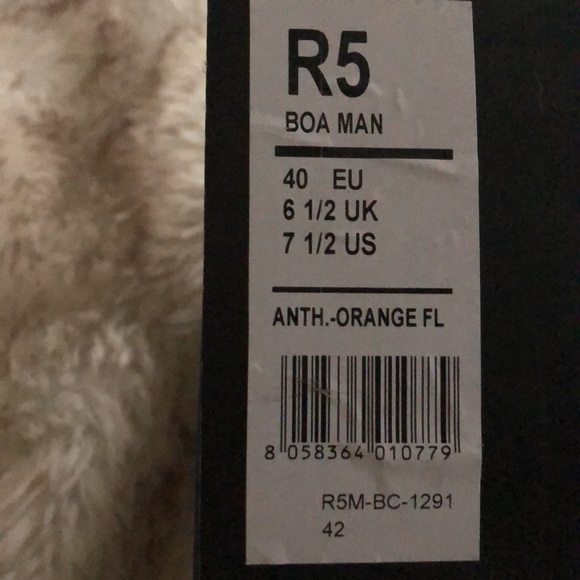 R5
BOA MAN
40 EU
6 1/2 UK
7 1/2 US
ANTH.-ORANGE FL
8 058364 010779
R5M-BC-1291
42